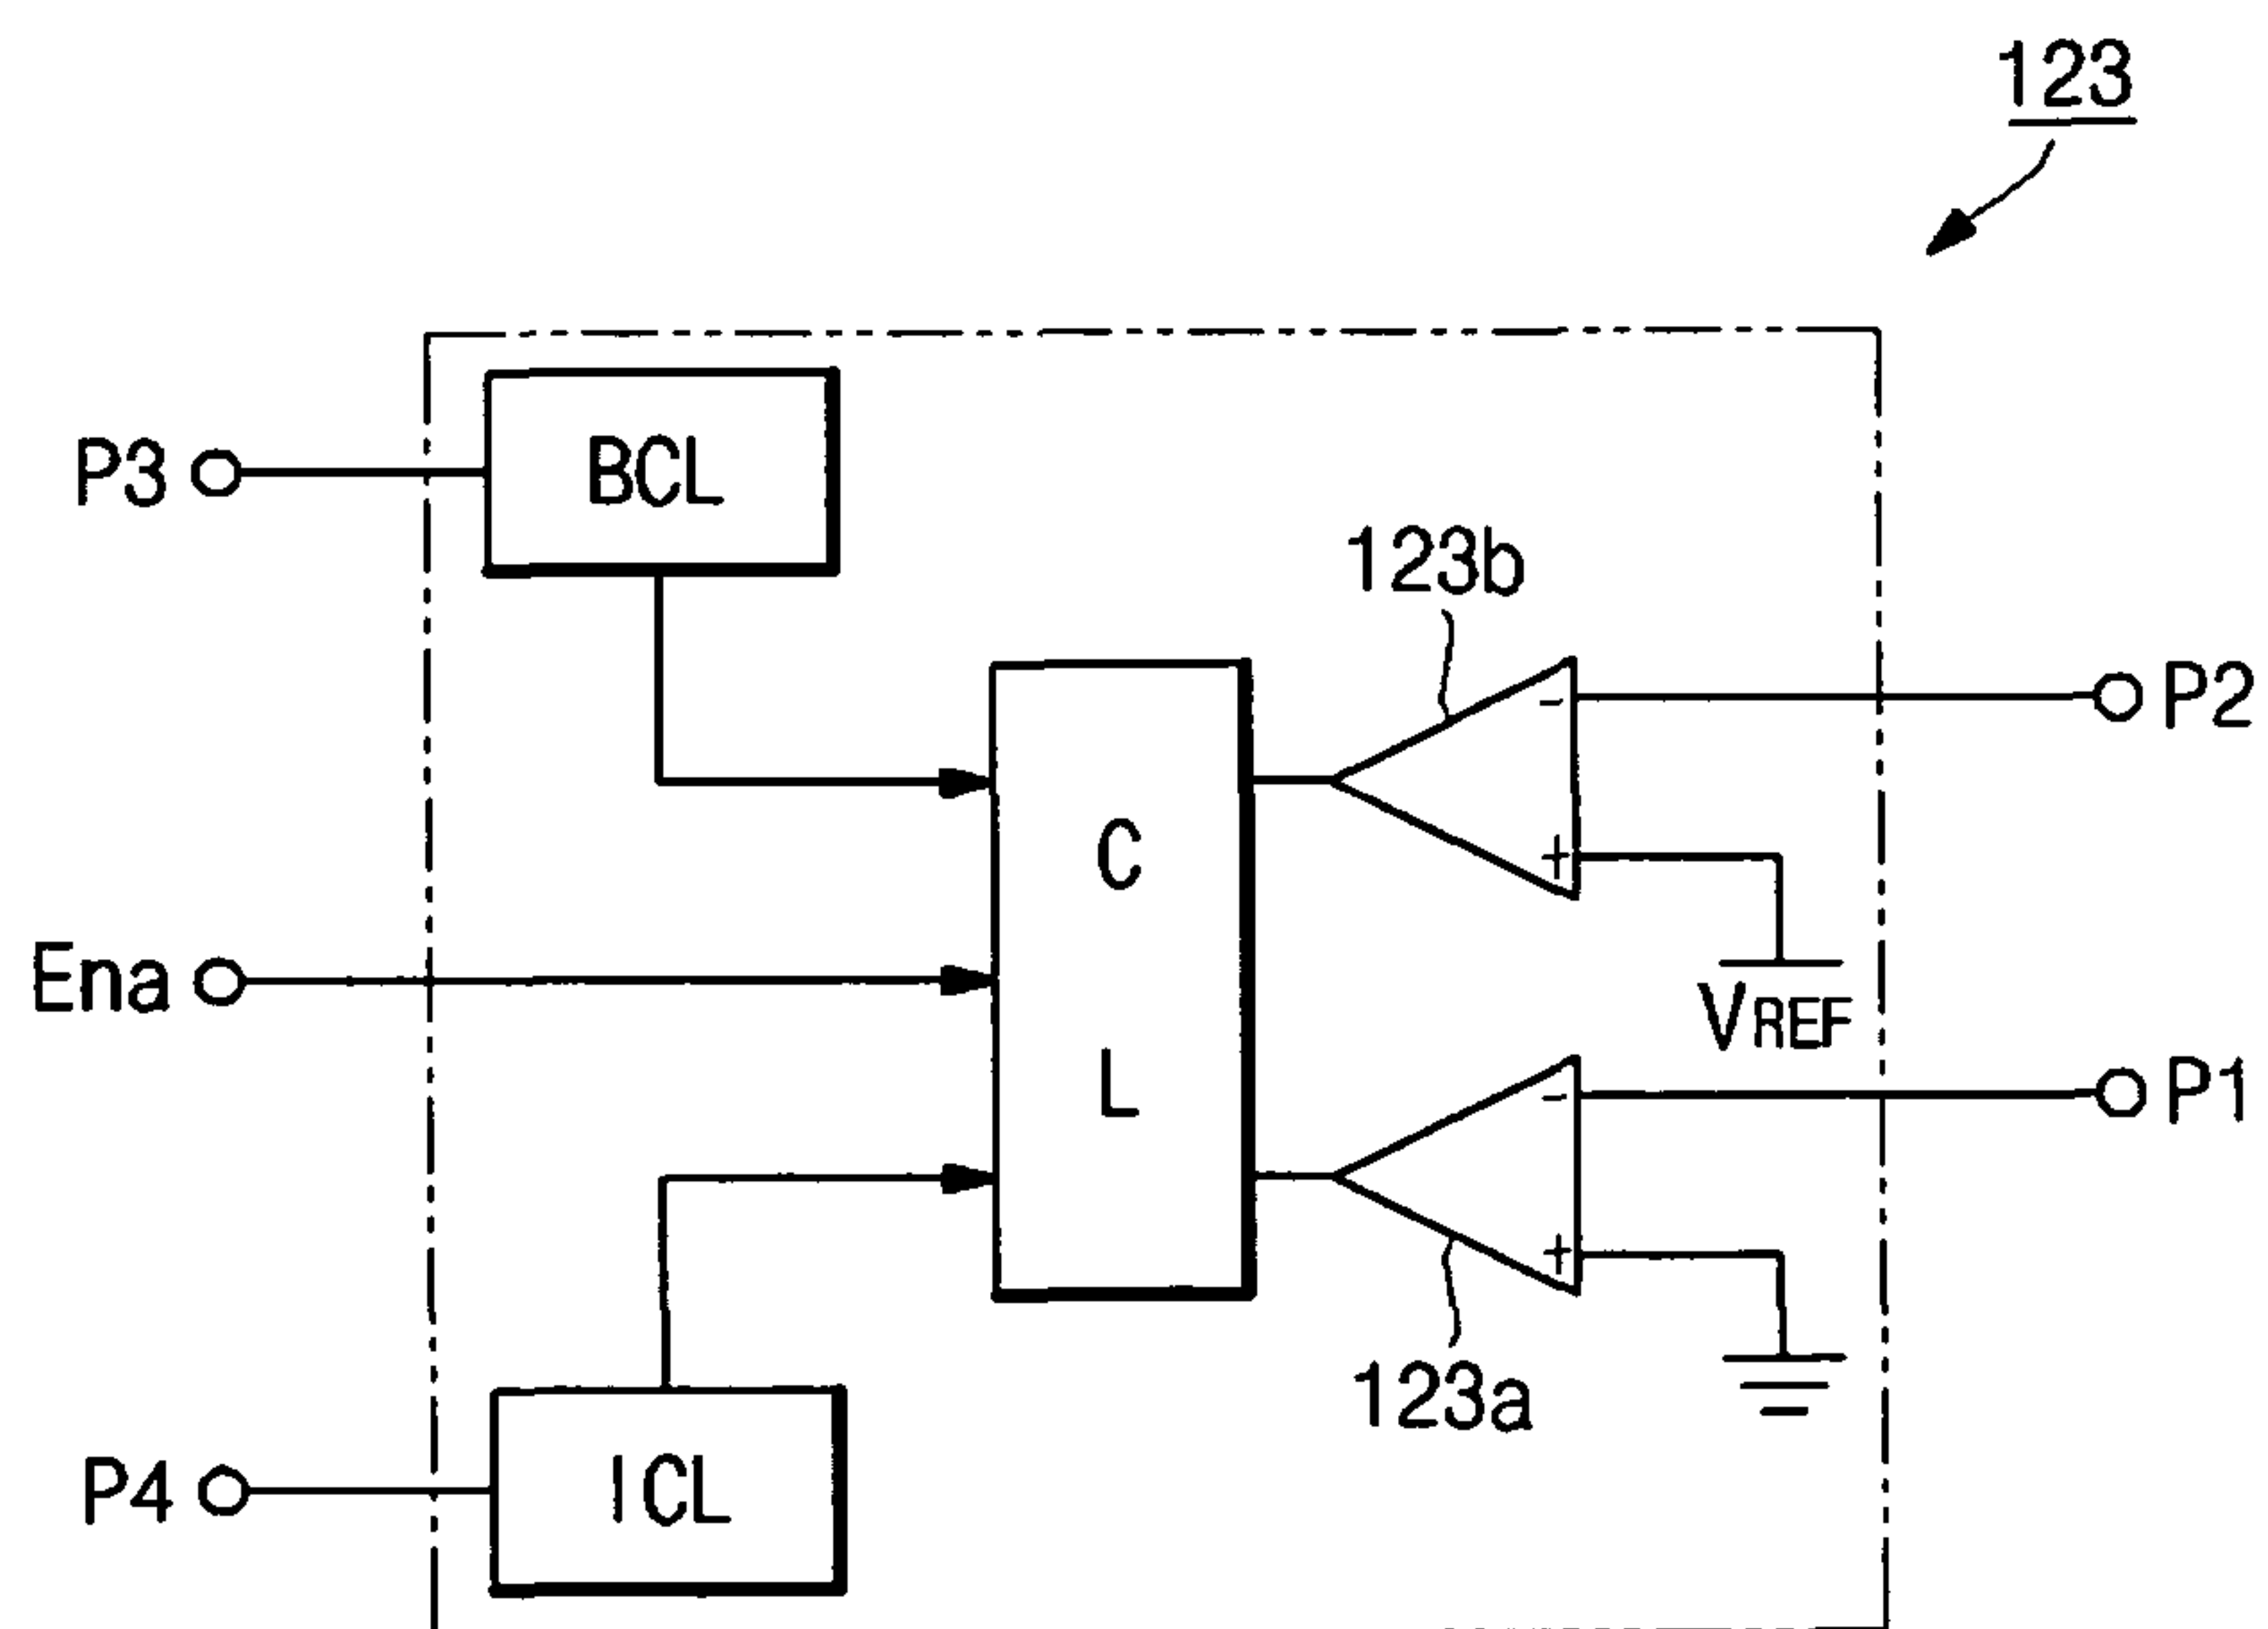 123
BCL
P3
123b
P2
-
+
C
L
Ena
VREF
P1
-
+
123a
P4
ICL